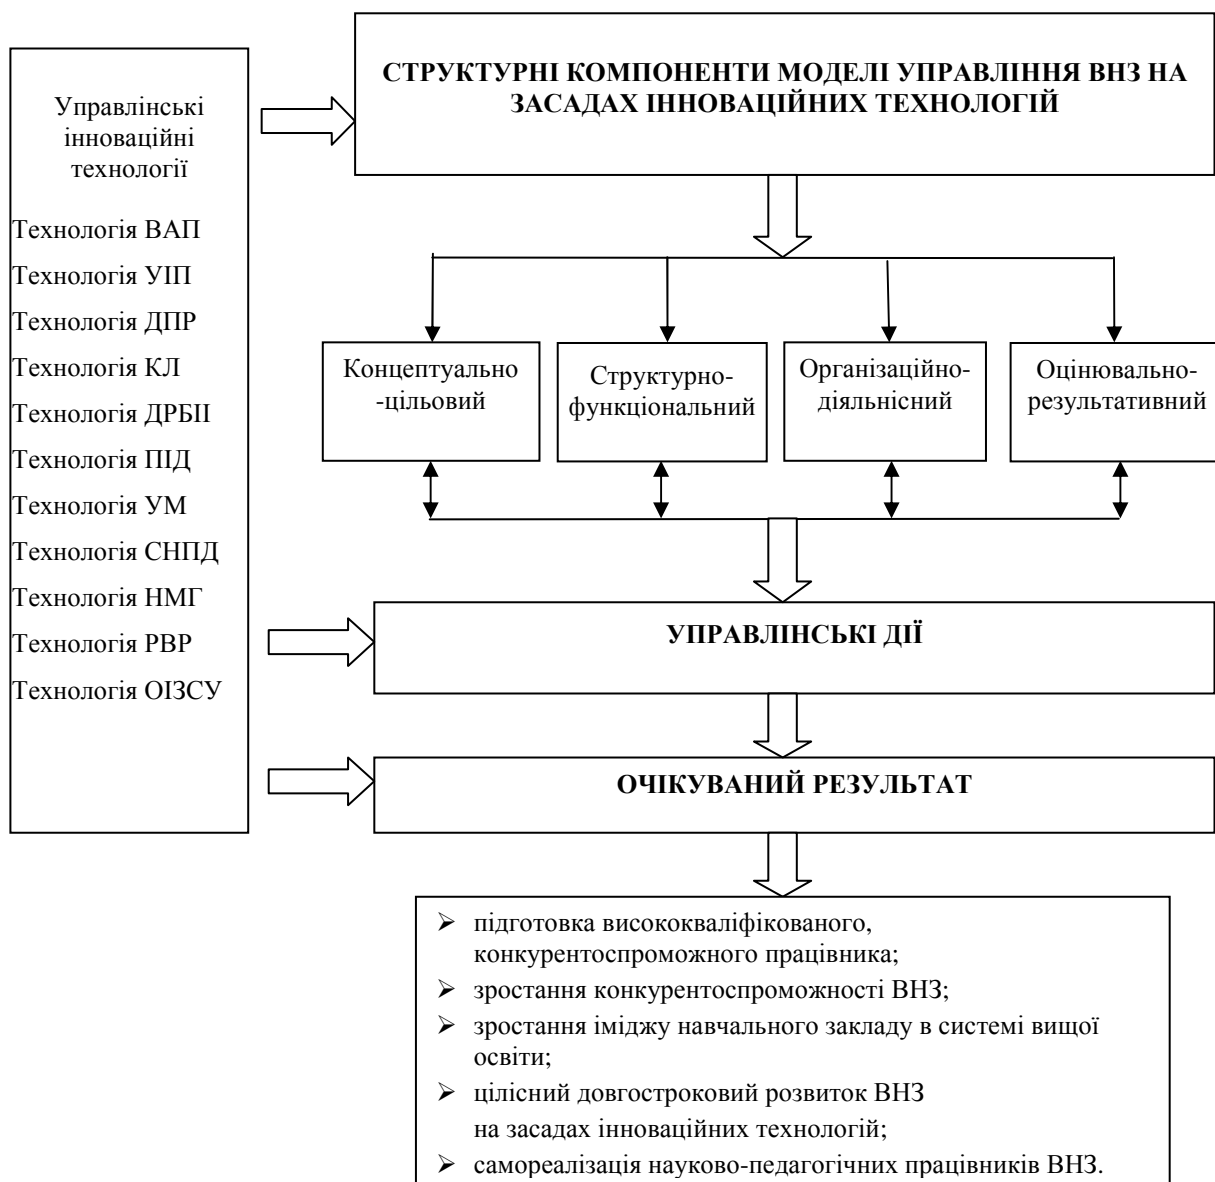 Управлінські
інноваційні
технології
Технологія ВАП
Технологія УІП
Технологія ДПР
Технологія КЛ
Технологія ДРБІІ
Технологія ПІД
Технологія УМ
Технологія СНПД
Технологія НМГ
Технологія РВР
Технологія ОІЗСУ
СТРУКТУРНІ КОМПОНЕНТИ МОДЕЛІ УПРАВЛІННЯ ВНЗ НА
ЗАСАДАХ ІННОВАЦІЙНИХ ТЕХНОЛОГІЙ
Концептуально
-цільовий
Структурно-
функціональний
Організаційно-
діяльнісний
Оцінювально-
результативний
УПРАВЛІНСЬКІ ДІЇ
ОЧІКУВАНИЙ РЕЗУЛЬТАТ
➢ підготовка висококваліфікованого,
конкурентоспроможного працівника;
➢ зростання конкурентоспроможності ВНЗ;
➢ зростання іміджу навчального закладу в системі вищої
освіти;
➢ цілісний довгостроковий розвиток ВНЗ
на засадах інноваційних технологій;
➢ самореалізація науково-педагогічних працівників ВНЗ.